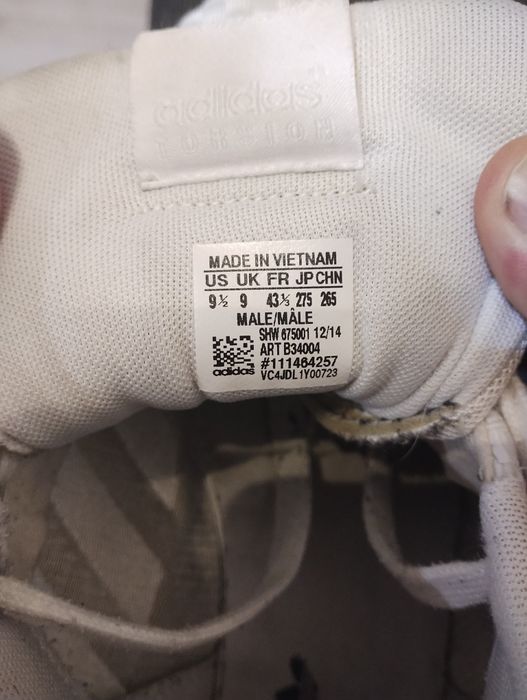 adidas
TORSION
MADE IN VIETNAM
US UK FR JP CHN
9½ 9 43⅓ 275 265
MALE/MÂLE
SHW 675001 12/14
ART B34004
#111464257
VC4JDL1Y00723
adidas